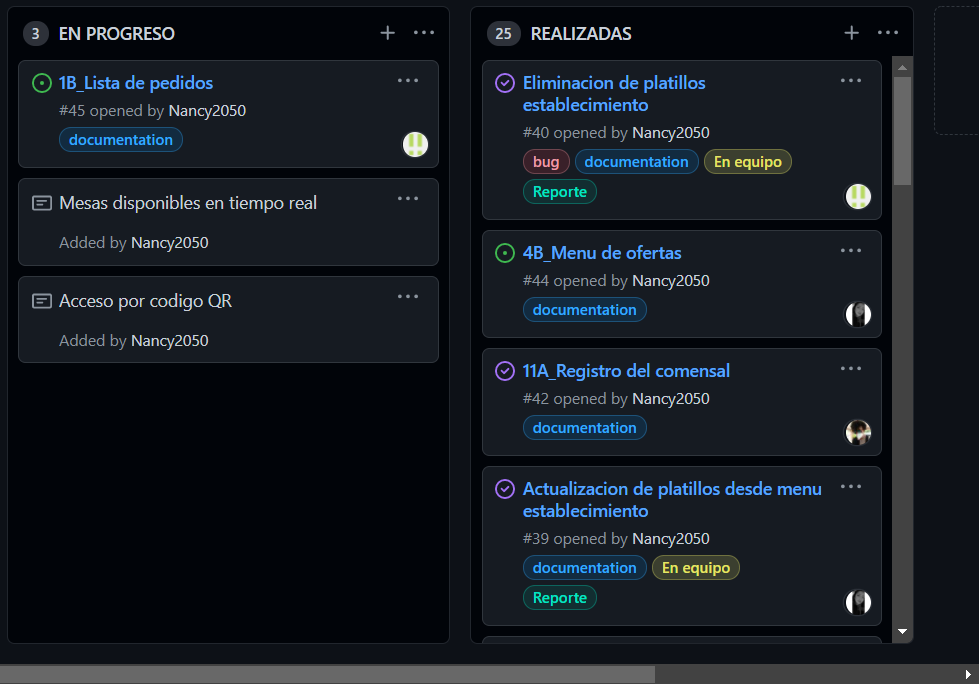 3 EN PROGRESO
1B_Lista de pedidos
#45 opened by Nancy2050
documentation
Mesas disponibles en tiempo real
Added by Nancy2050
Acceso por codigo QR
Added by Nancy2050
25 REALIZADAS
Eliminacion de platillos
establecimiento
#40 opened by Nancy2050
bug documentation En equipo
Reporte
4B_Menu de ofertas
#44 opened by Nancy2050
documentation
11A_Registro del comensal
#42 opened by Nancy2050
documentation
Actualizacion de platillos desde menu
establecimiento
#39 opened by Nancy2050
documentation En equipo
Reporte